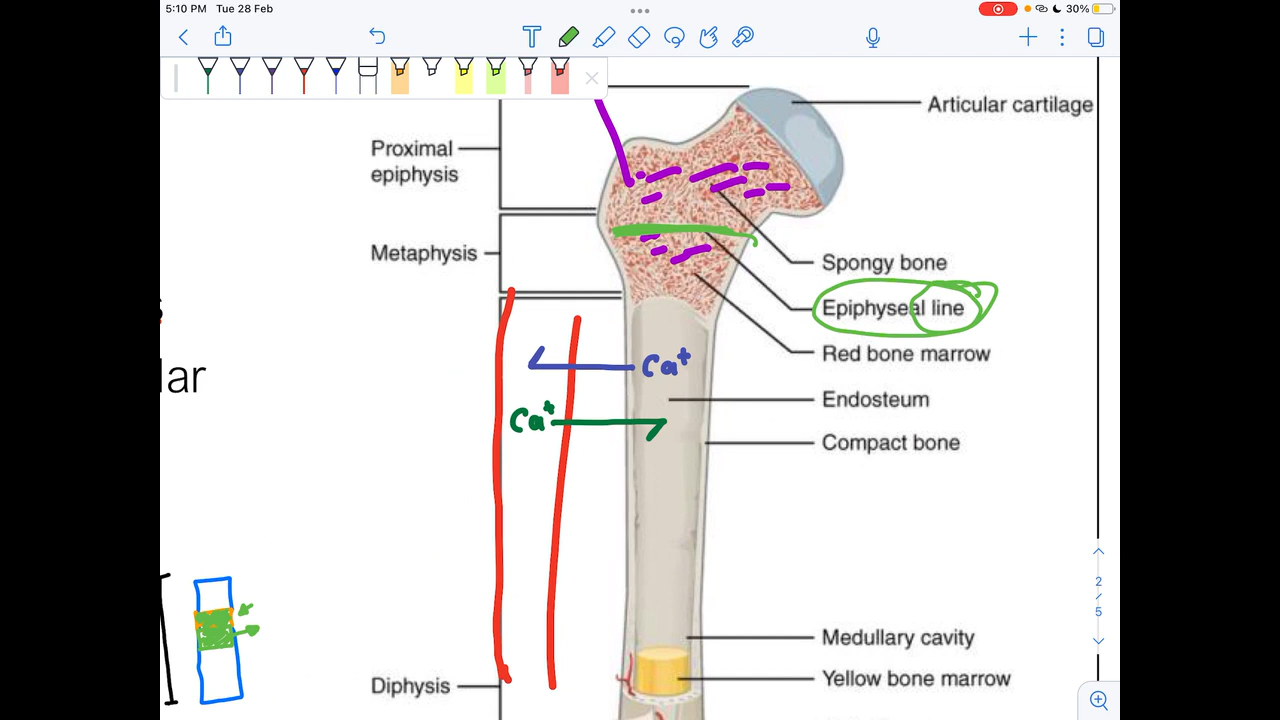 5:10 PM Tue 28 Feb
30%
T
Articular cartilage
Proximal
epiphysis
Metaphysis
Spongy bone
Epiphyseal line
Red bone marrow
Ca⁺
lar
Endosteum
Ca⁺
Compact bone
2
/
5
Medullary cavity
Diphysis
Yellow bone marrow